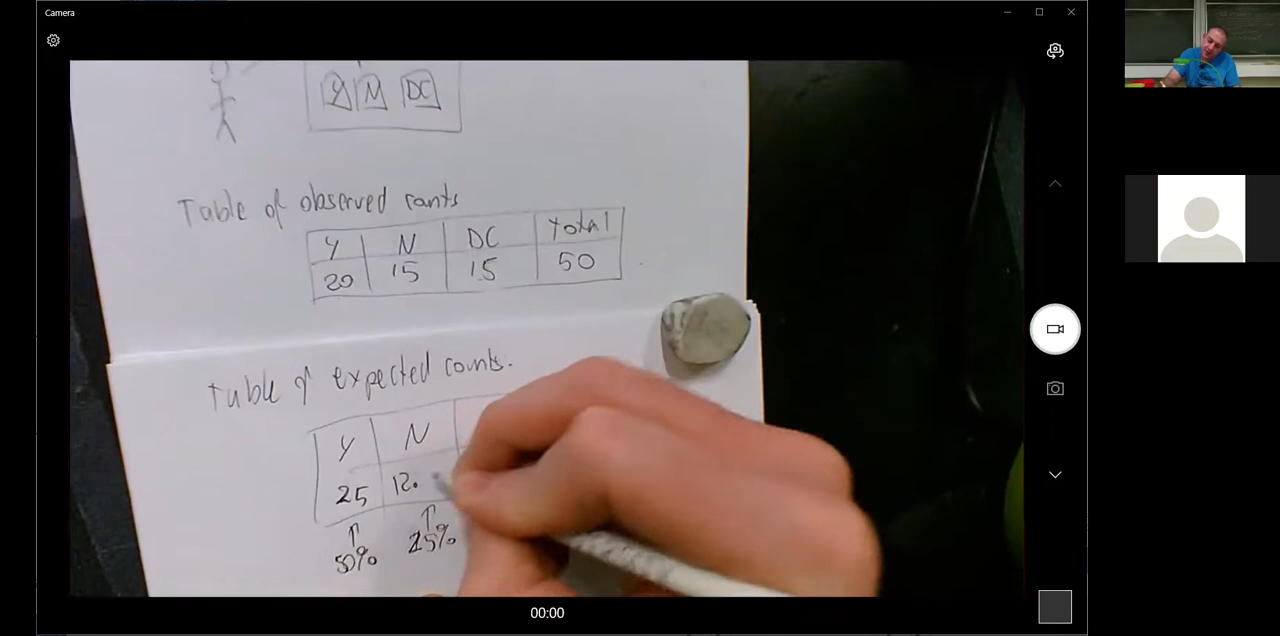 Camera
Y N DC
Table of observed counts
Y N DC Total
20 15 15 50
Table of expected counts.
Y N
25 12.
↑ ↑
50% 25%
00:00